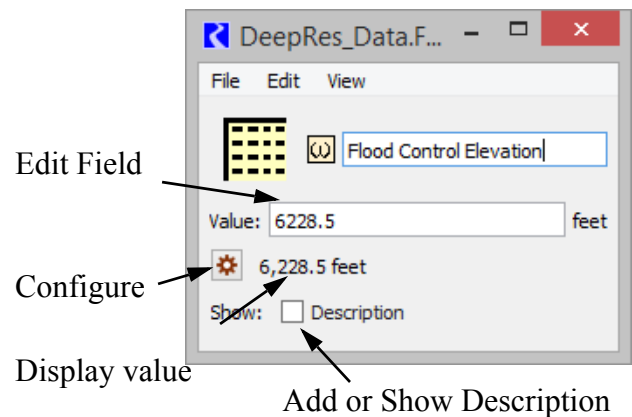 DeepRes_Data.F...
File Edit View
ω Flood Control Elevation
Edit Field
Value: 6228.5 feet
6,228.5 feet
Configure
Show: Description
Display value
Add or Show Description